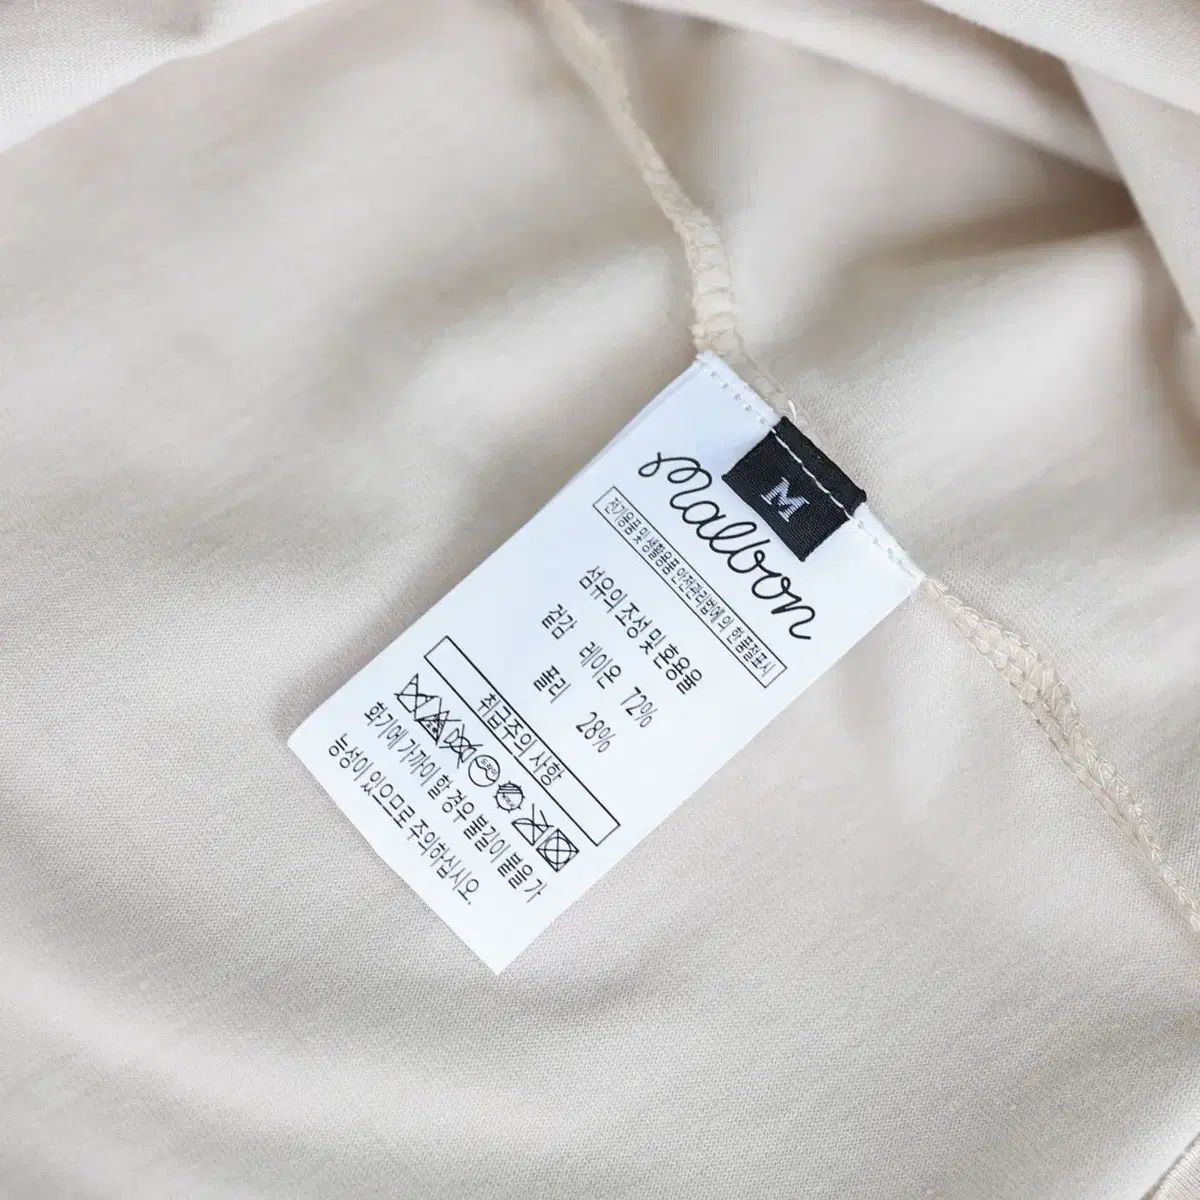 malbon
M
전기용품 및 생활용품 안전관리법에 의한 품질표시
섬유의 조성 및 혼용율
겉감 레이온 72%
폴리 28%
취급주의 사항
화기에 가까이 할 경우 불길이 붙을 가
능성이 있으므로 주의하십시오.